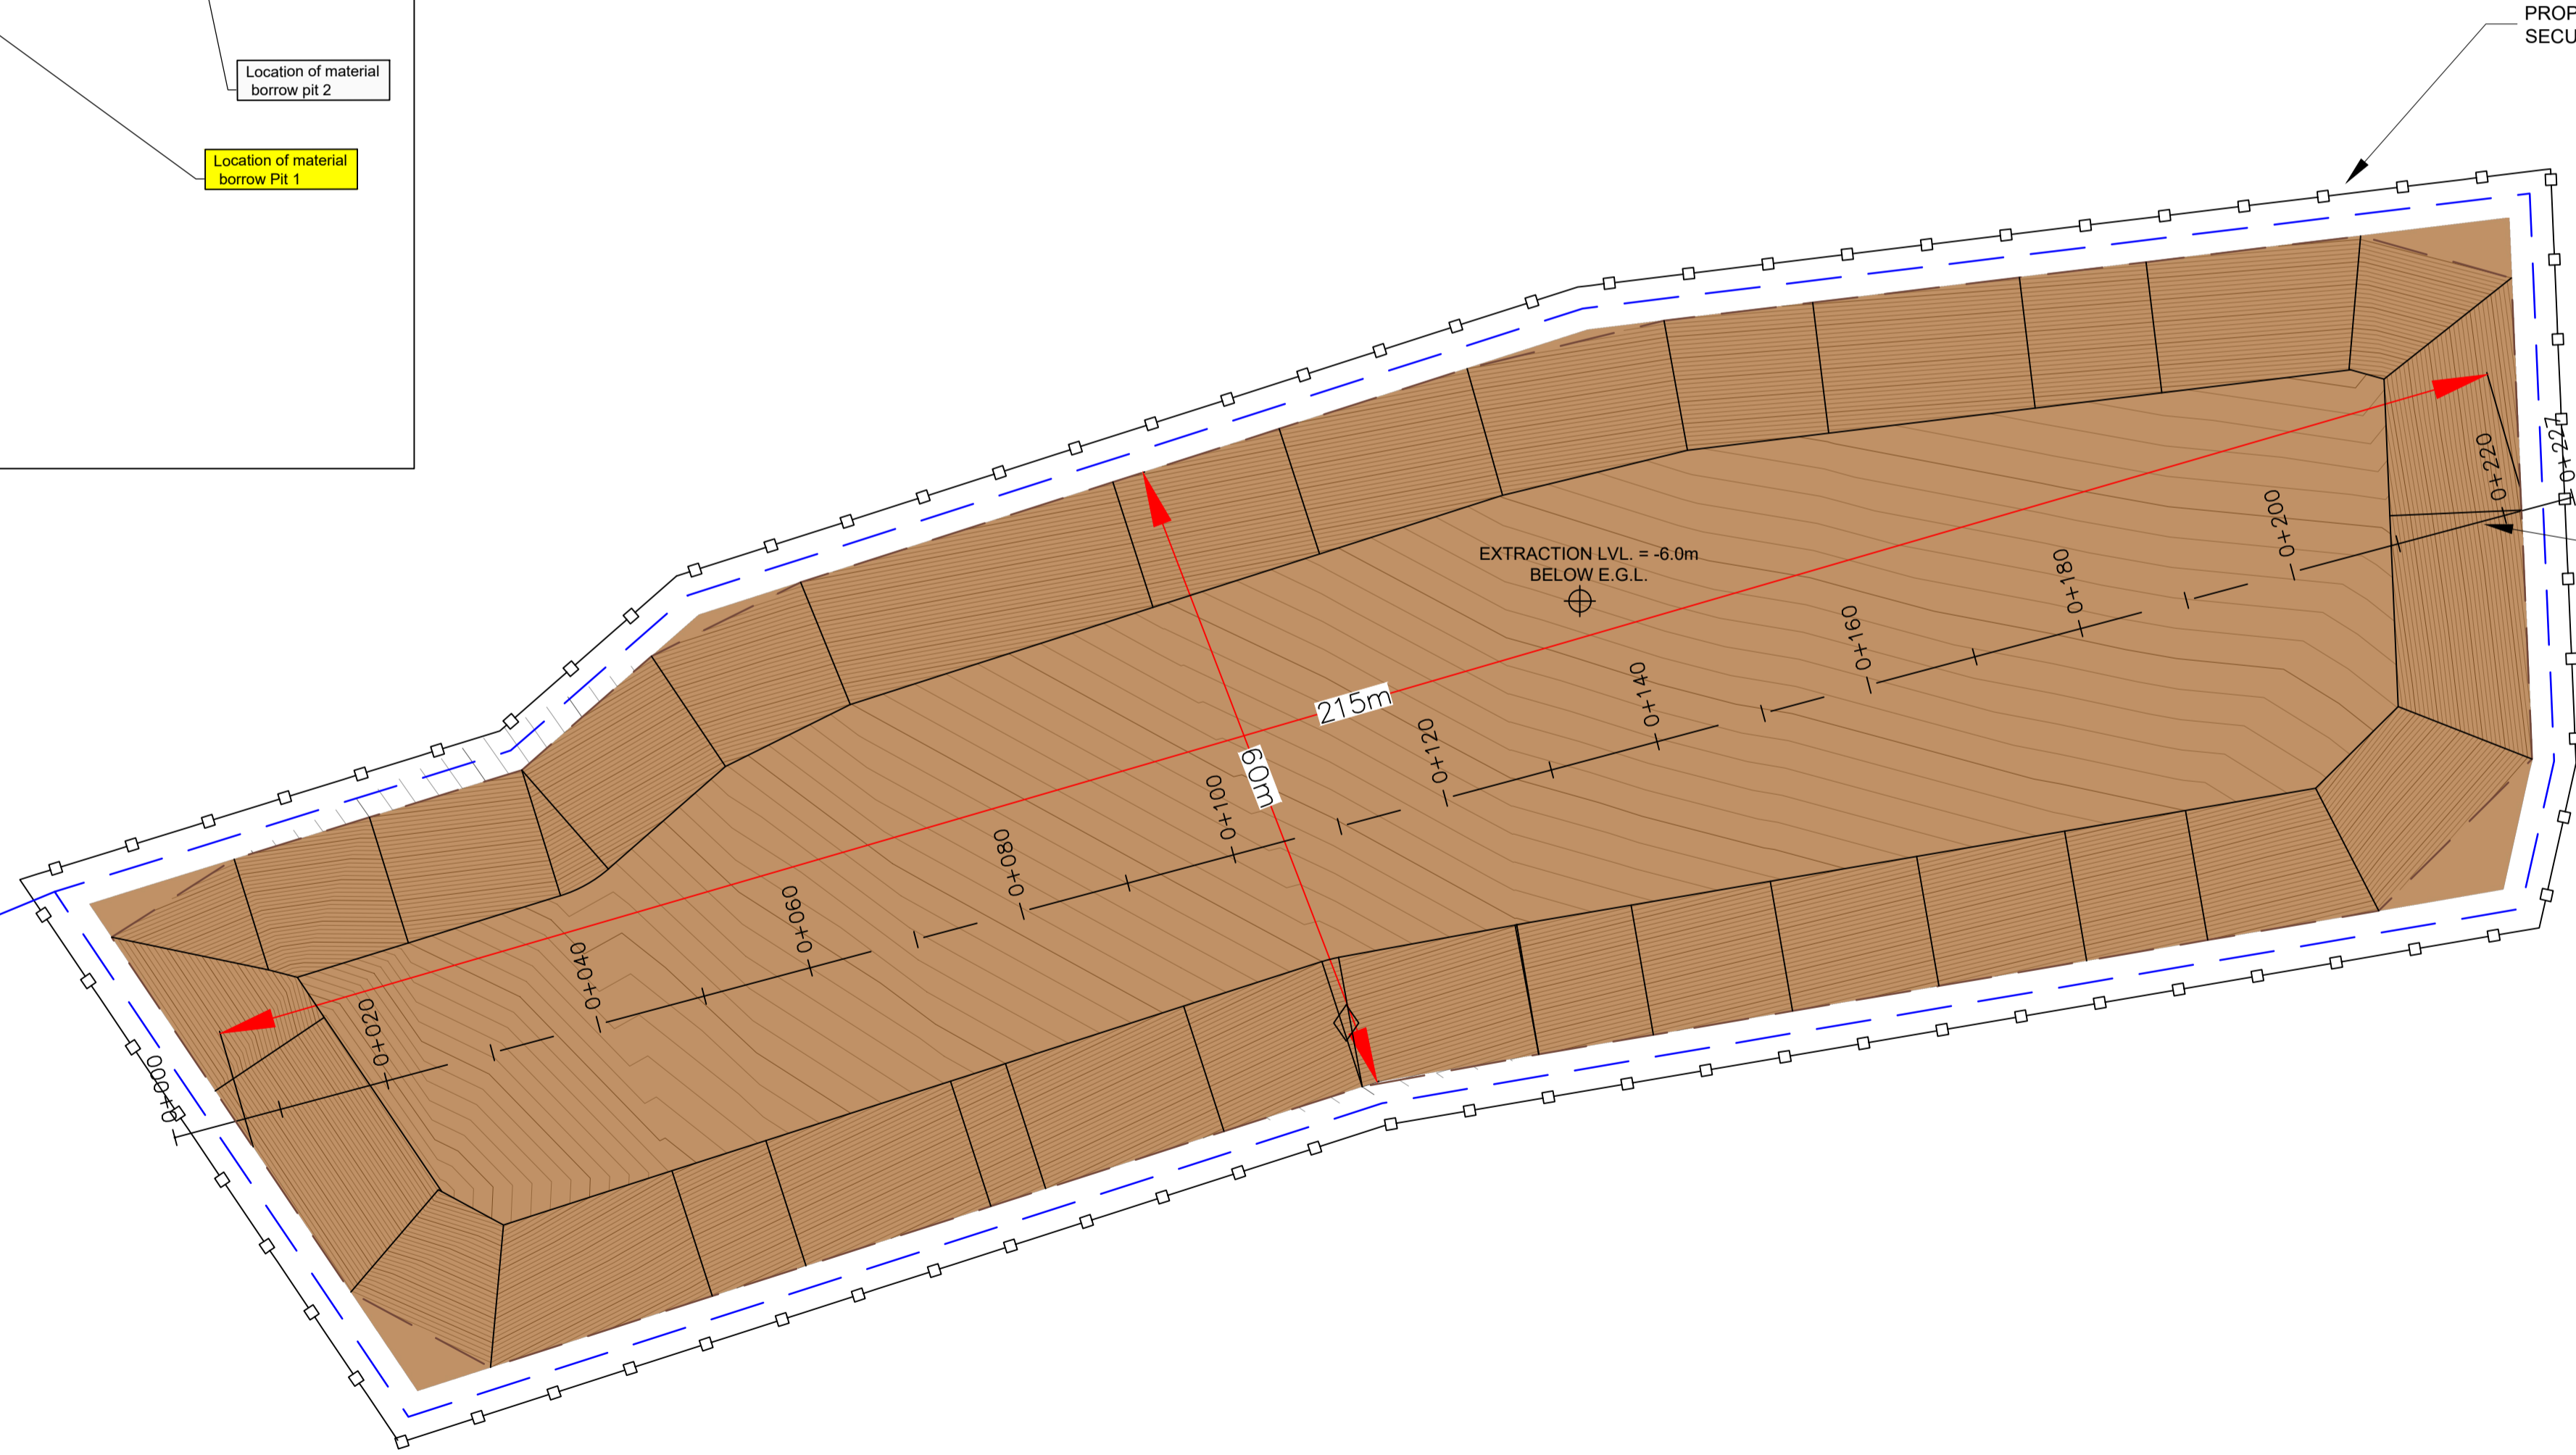 PROP
SECU
Location of material
borrow pit 2
Location of material
borrow Pit 1
EXTRACTION LVL. = -6.0m
BELOW E.G.L.
215m
60m
0+000
0+020
0+040
0+060
0+080
0+100
0+120
0+140
0+160
0+180
0+200
0+220
0+227